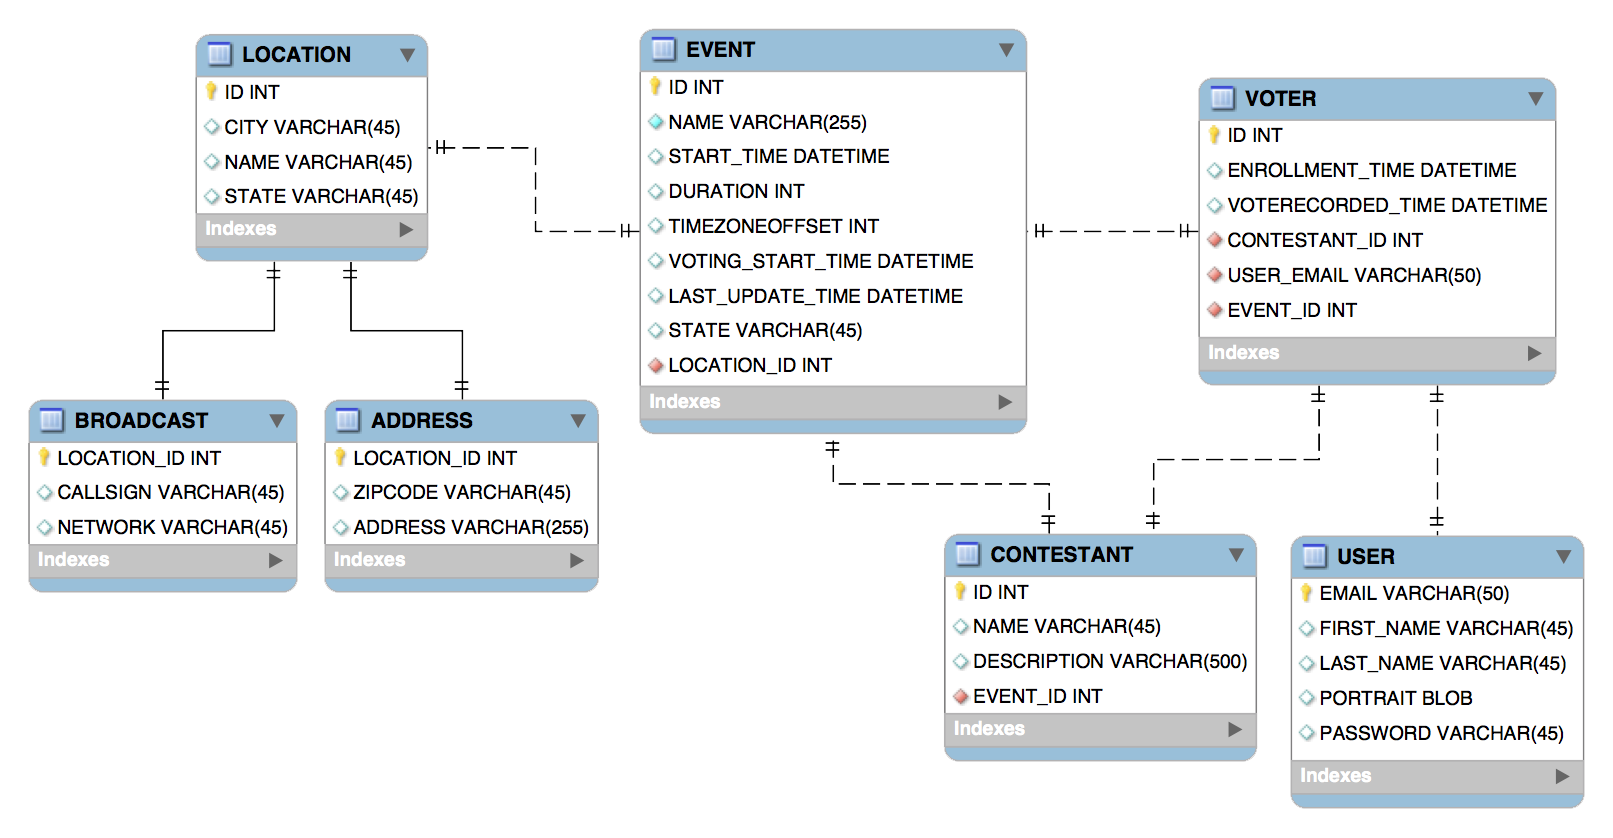 LOCATION
ID INT
CITY VARCHAR(45)
NAME VARCHAR(45)
STATE VARCHAR(45)
Indexes
EVENT
ID INT
NAME VARCHAR(255)
START_TIME DATETIME
DURATION INT
TIMEZONEOFFSET INT
VOTING_START_TIME DATETIME
LAST_UPDATE_TIME DATETIME
STATE VARCHAR(45)
LOCATION_ID INT
Indexes
VOTER
ID INT
ENROLLMENT_TIME DATETIME
VOTERECORDED_TIME DATETIME
CONTESTANT_ID INT
USER_EMAIL VARCHAR(50)
EVENT_ID INT
Indexes
BROADCAST
LOCATION_ID INT
CALLSIGN VARCHAR(45)
NETWORK VARCHAR(45)
Indexes
ADDRESS
LOCATION_ID INT
ZIPCODE VARCHAR(45)
ADDRESS VARCHAR(255)
Indexes
CONTESTANT
ID INT
NAME VARCHAR(45)
DESCRIPTION VARCHAR(500)
EVENT_ID INT
Indexes
USER
EMAIL VARCHAR(50)
FIRST_NAME VARCHAR(45)
LAST_NAME VARCHAR(45)
PORTRAIT BLOB
PASSWORD VARCHAR(45)
Indexes